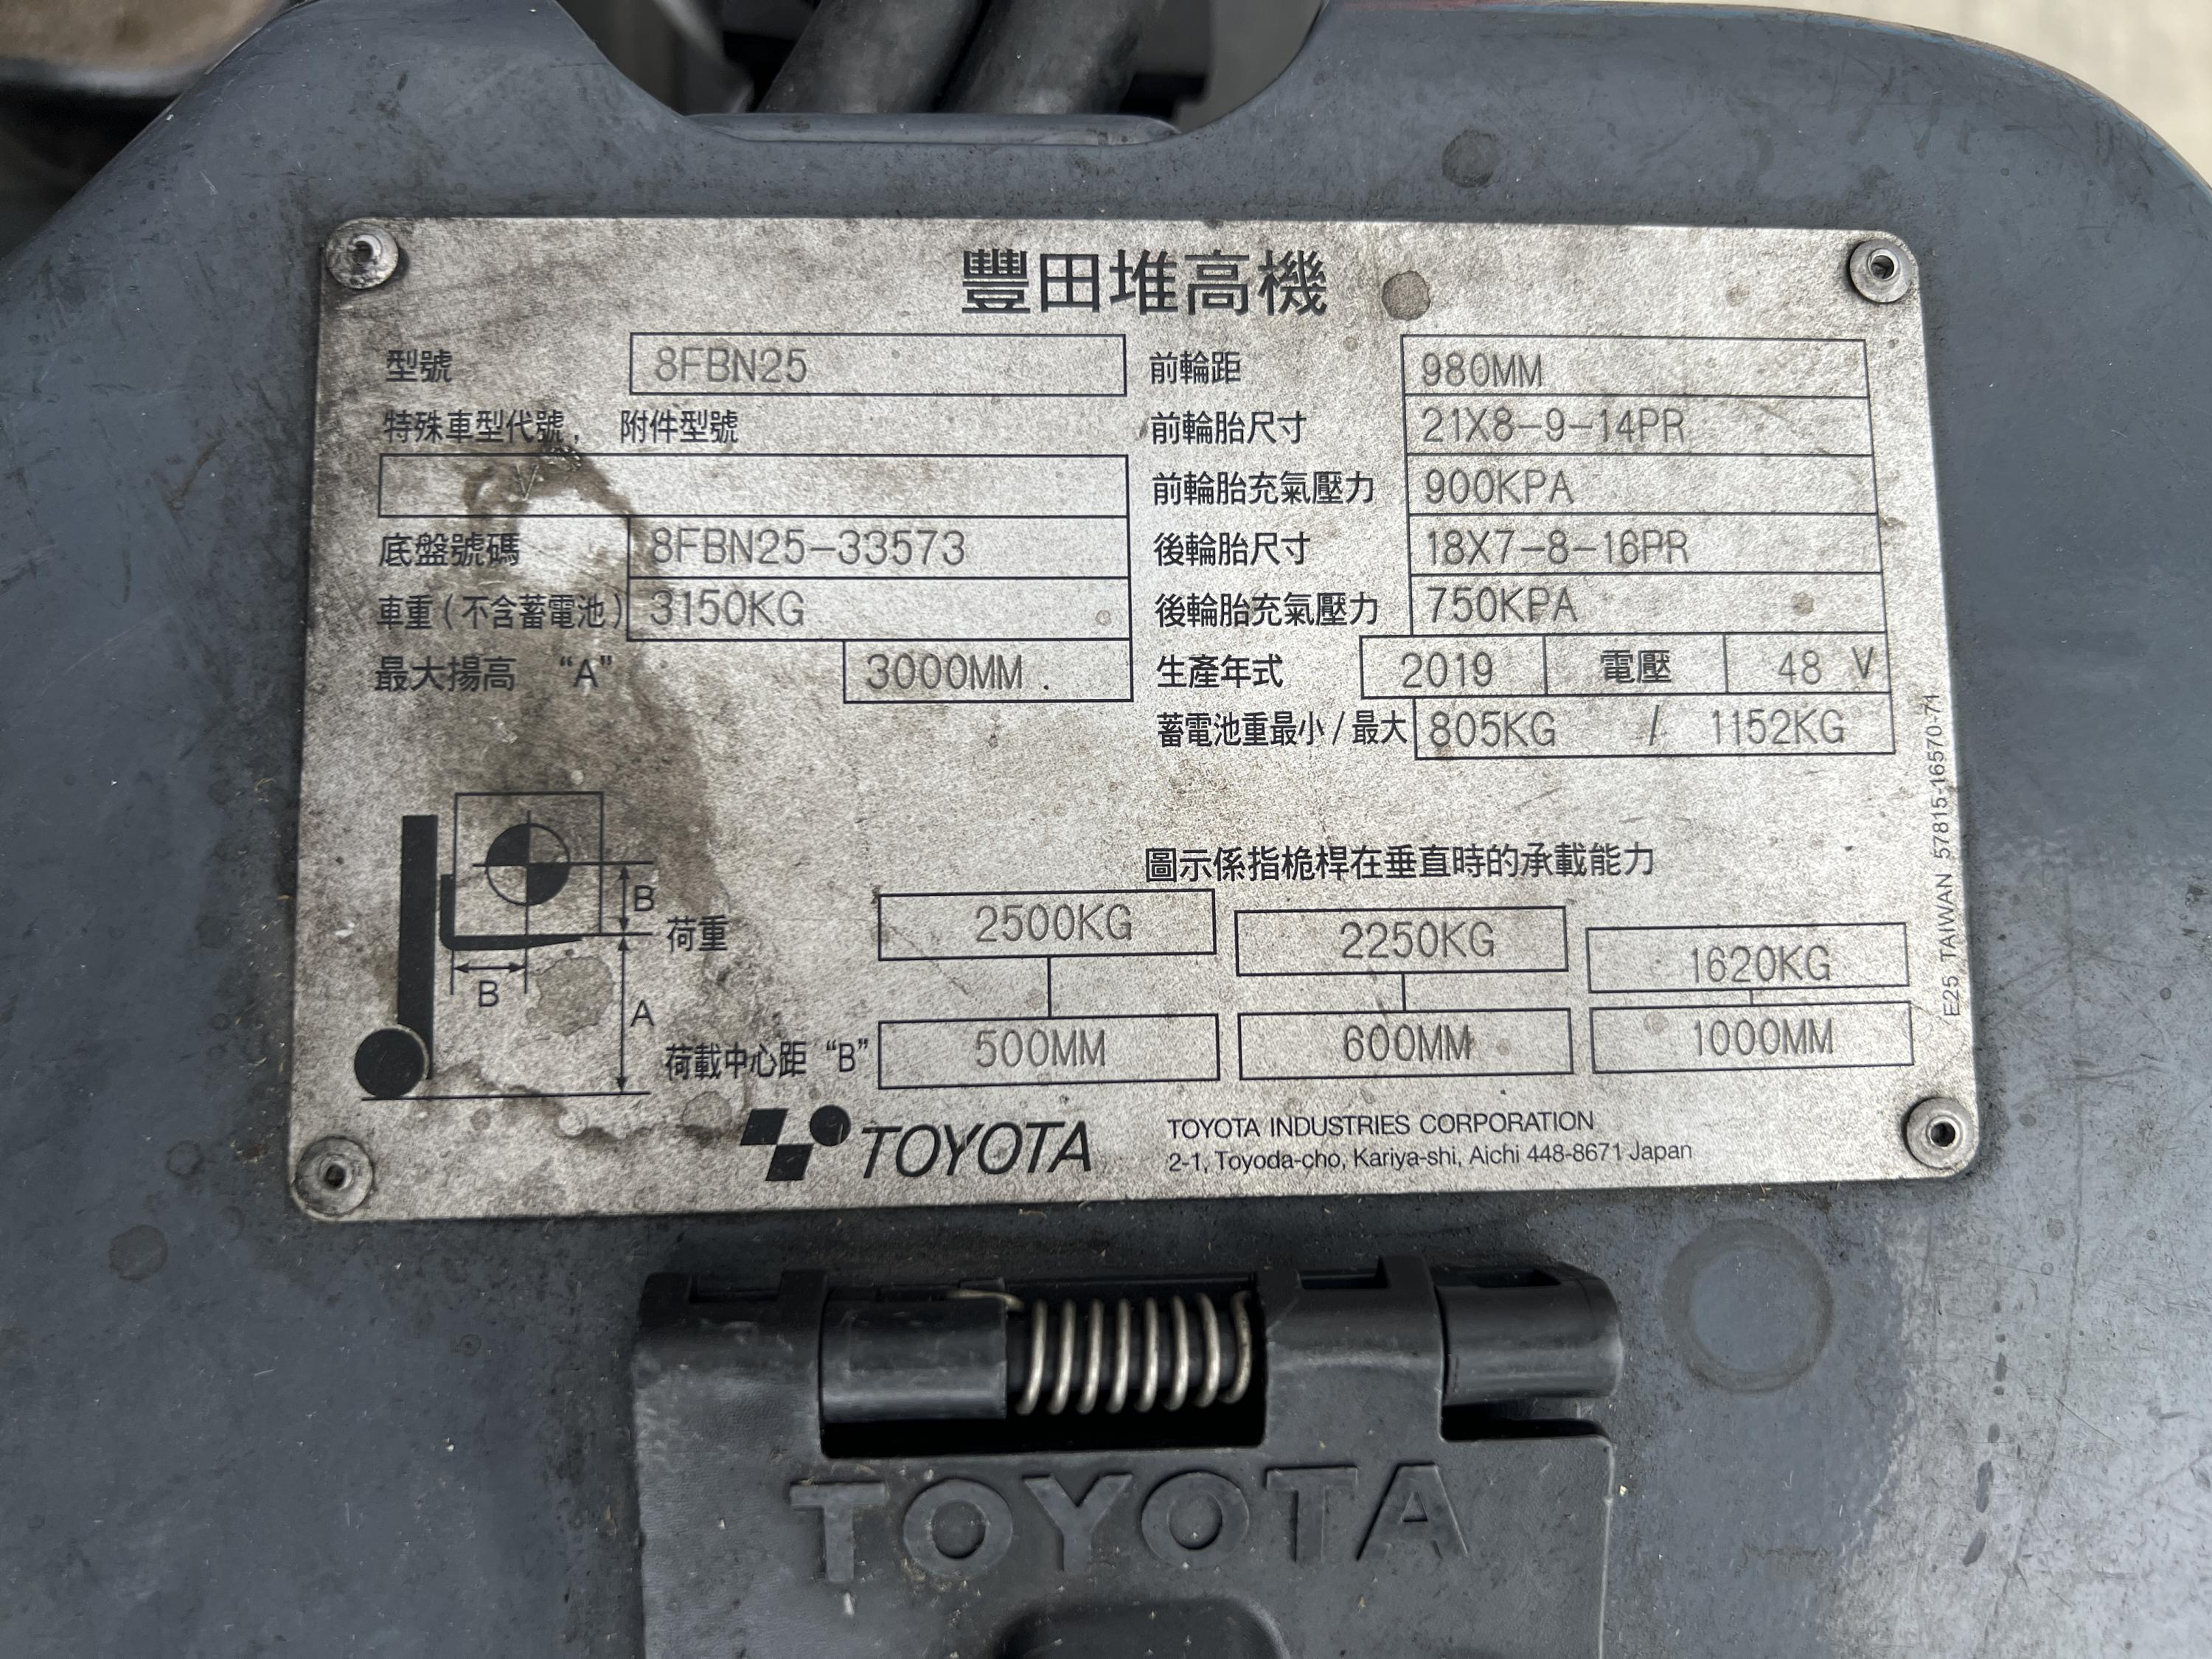 豐田堆高機
型號 8FBN25
特殊車型代號, 附件型號
底盤號碼 8FBN25-33573
車重(不含蓄電池) 3150KG
最大揚高 "A" 3000MM .
前輪距 980MM
前輪胎尺寸 21X8-9-14PR
前輪胎充氣壓力 900KPA
後輪胎尺寸 18X7-8-16PR
後輪胎充氣壓力 750KPA
生產年式 2019 電壓 48 V
蓄電池重最小/最大 805KG / 1152KG
圖示係指桅桿在垂直時的承載能力
B
B
A
荷重 2500KG 2250KG 1620KG
荷載中心距 "B" 500MM 600MM 1000MM
TOYOTA
TOYOTA INDUSTRIES CORPORATION
2-1, Toyoda-cho, Kariya-shi, Aichi 448-8671 Japan
E25 TAIWAN 57815-16570-71
TOYOTA